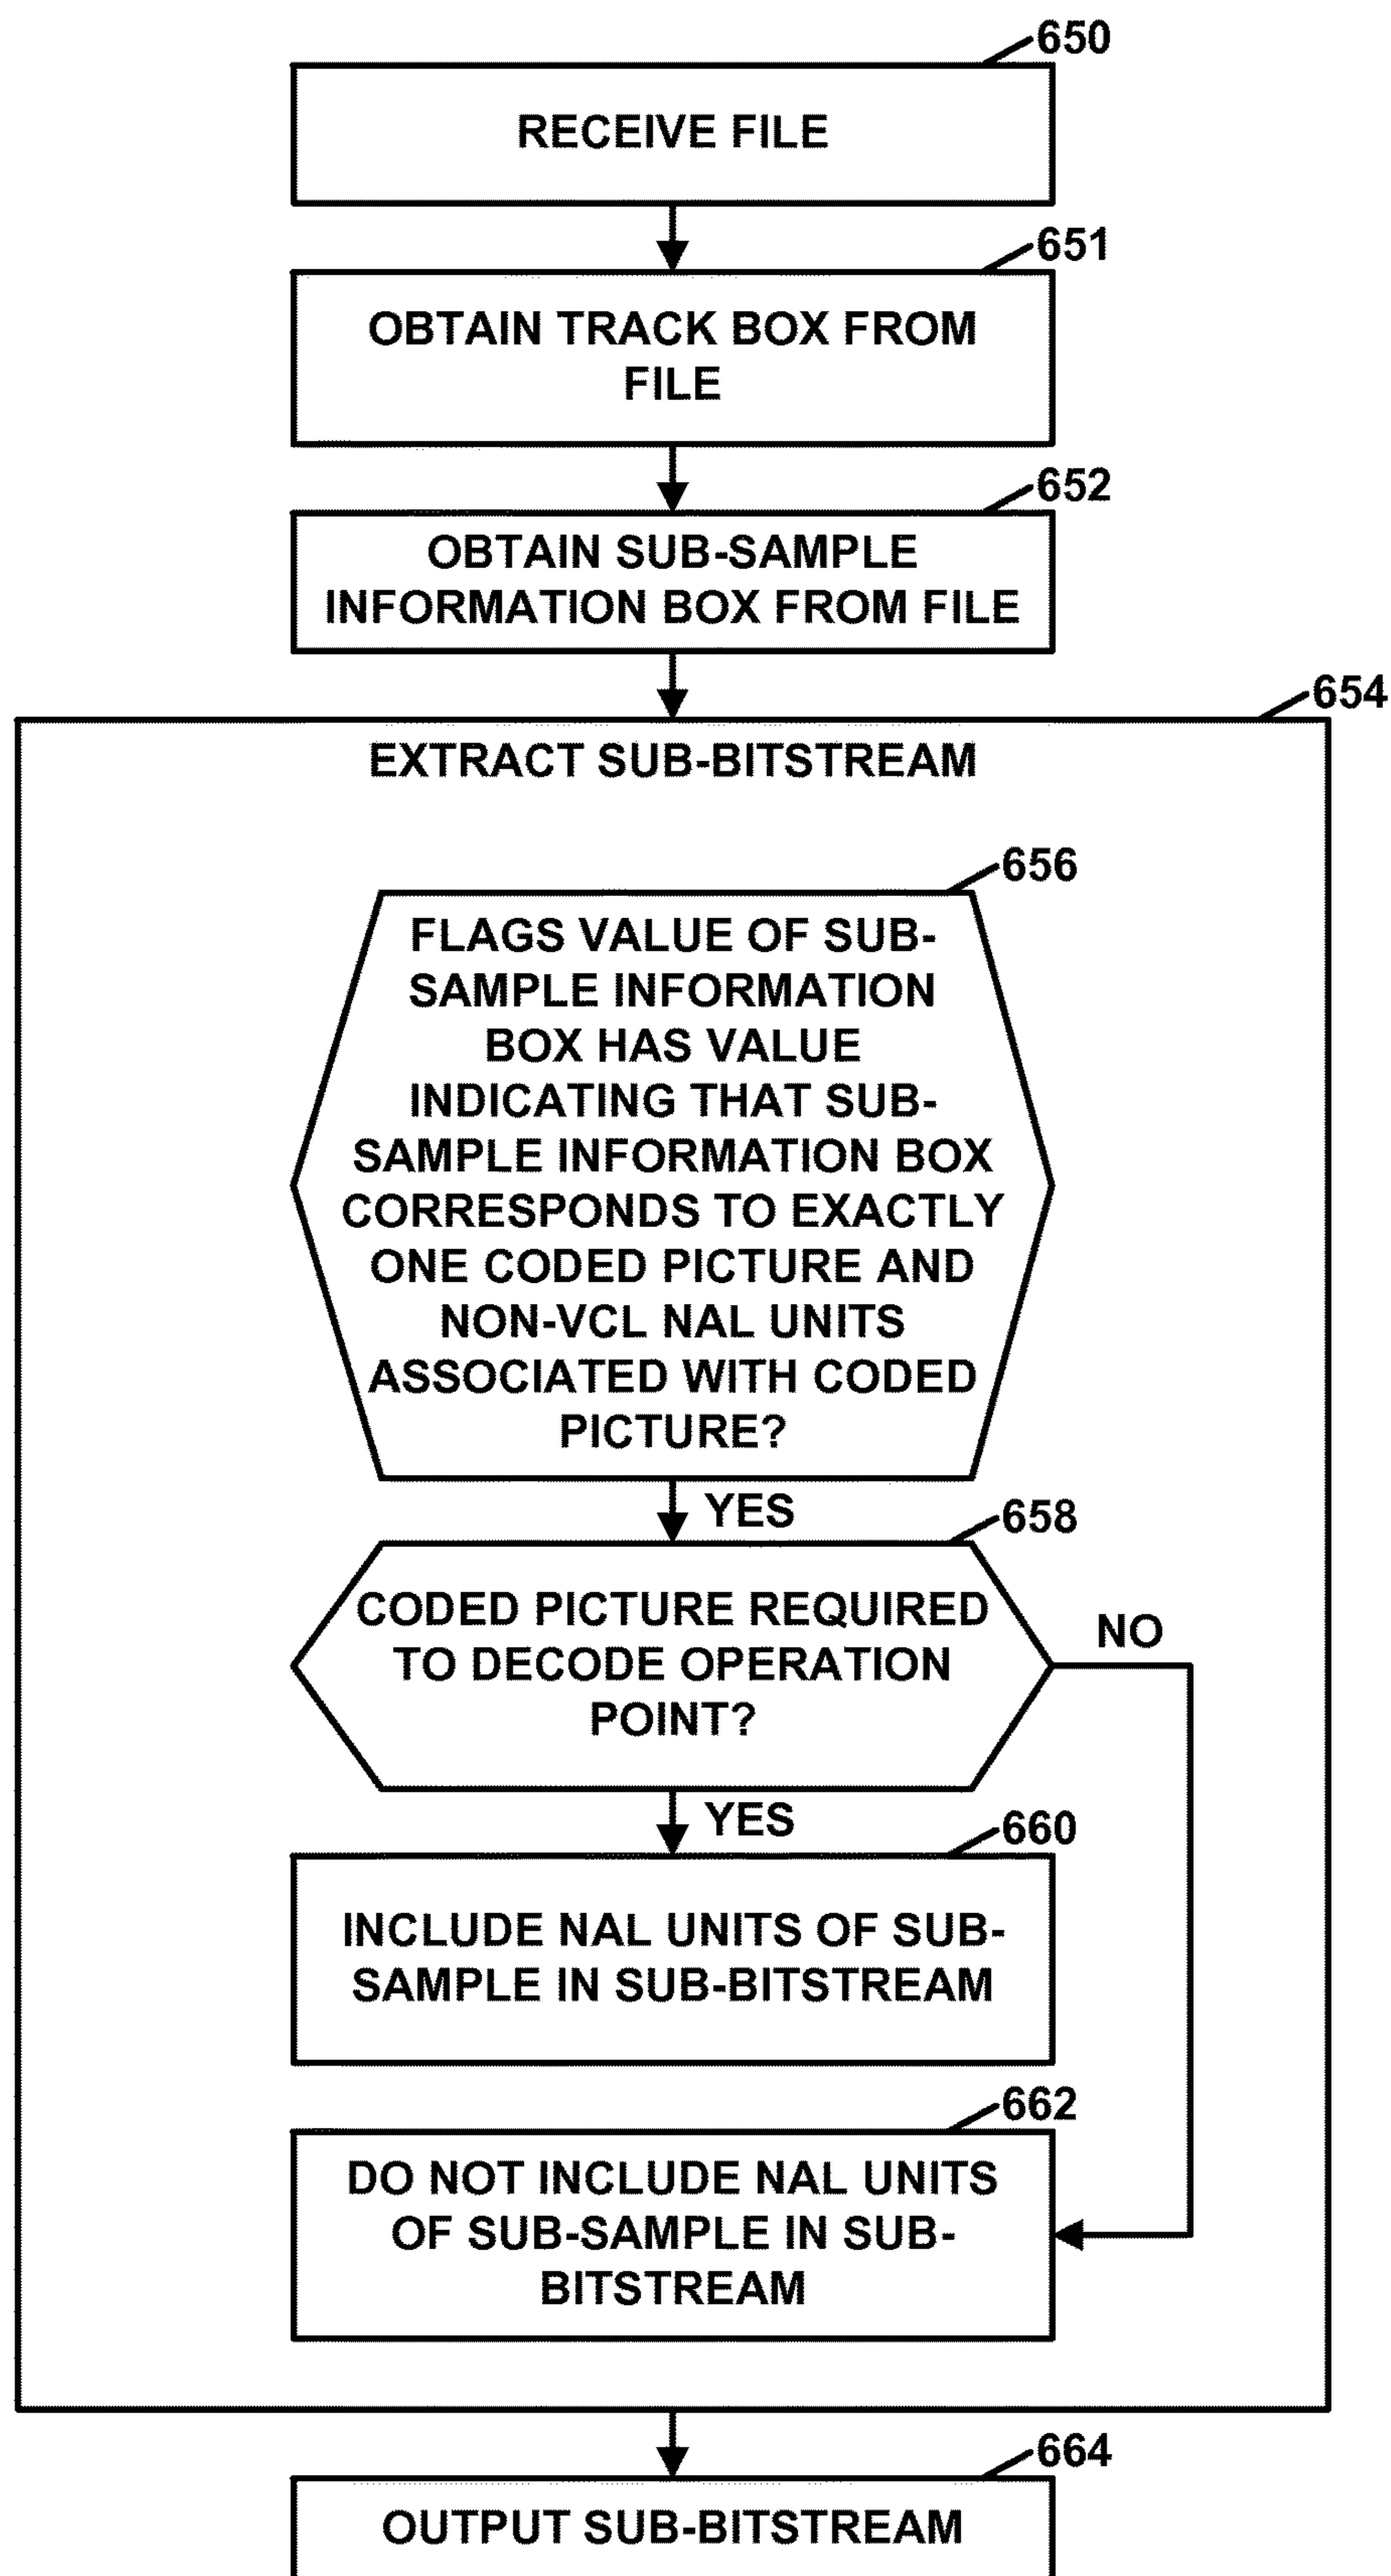 650
RECEIVE FILE
651
OBTAIN TRACK BOX FROM
FILE
652
OBTAIN SUB-SAMPLE
INFORMATION BOX FROM FILE
654
EXTRACT SUB-BITSTREAM
656
FLAGS VALUE OF SUB-
SAMPLE INFORMATION
BOX HAS VALUE
INDICATING THAT SUB-
SAMPLE INFORMATION BOX
CORRESPONDS TO EXACTLY
ONE CODED PICTURE AND
NON-VCL NAL UNITS
ASSOCIATED WITH CODED
PICTURE?
YES
658
CODED PICTURE REQUIRED
TO DECODE OPERATION
POINT?
NO
YES
660
INCLUDE NAL UNITS OF SUB-
SAMPLE IN SUB-BITSTREAM
662
DO NOT INCLUDE NAL UNITS
OF SUB-SAMPLE IN SUB-
BITSTREAM
664
OUTPUT SUB-BITSTREAM